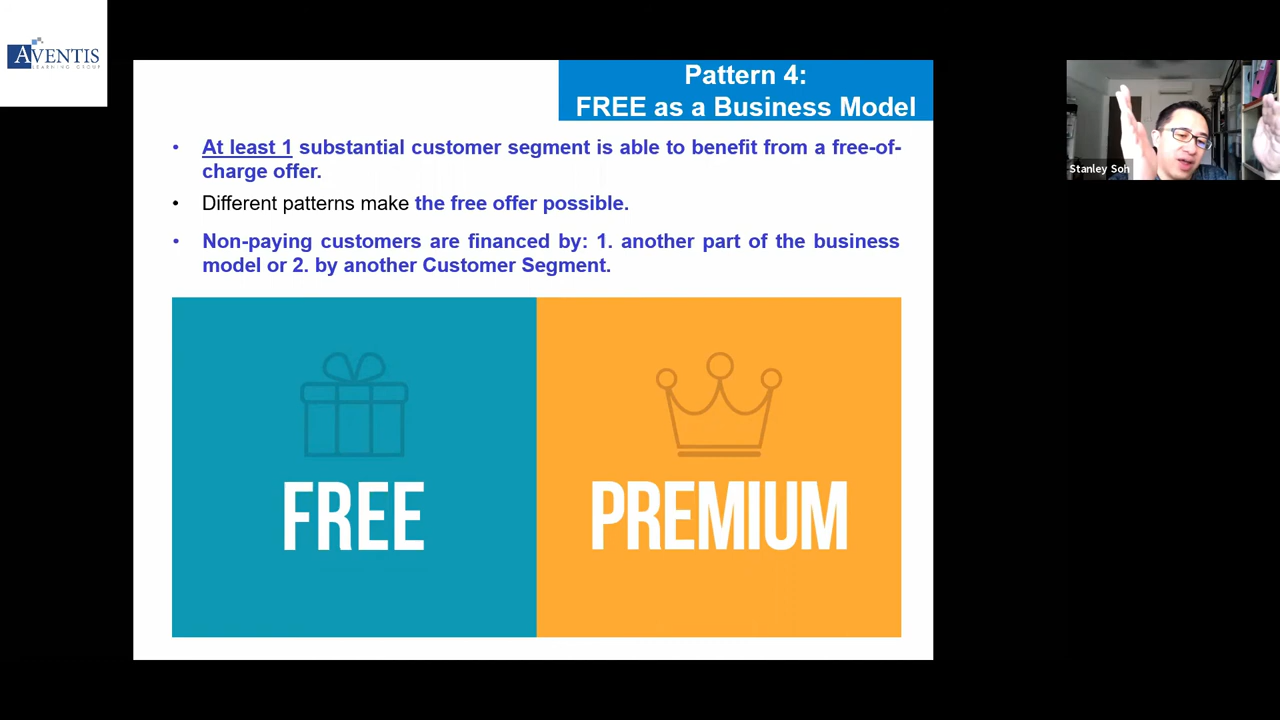 AVENTIS
LEARNING GROUP
Pattern 4:
FREE as a Business Model
• At least 1 substantial customer segment is able to benefit from a free-of-
charge offer.
• Different patterns make the free offer possible.
• Non-paying customers are financed by: 1. another part of the business
model or 2. by another Customer Segment.
FREE
PREMIUM
Stanley Soh